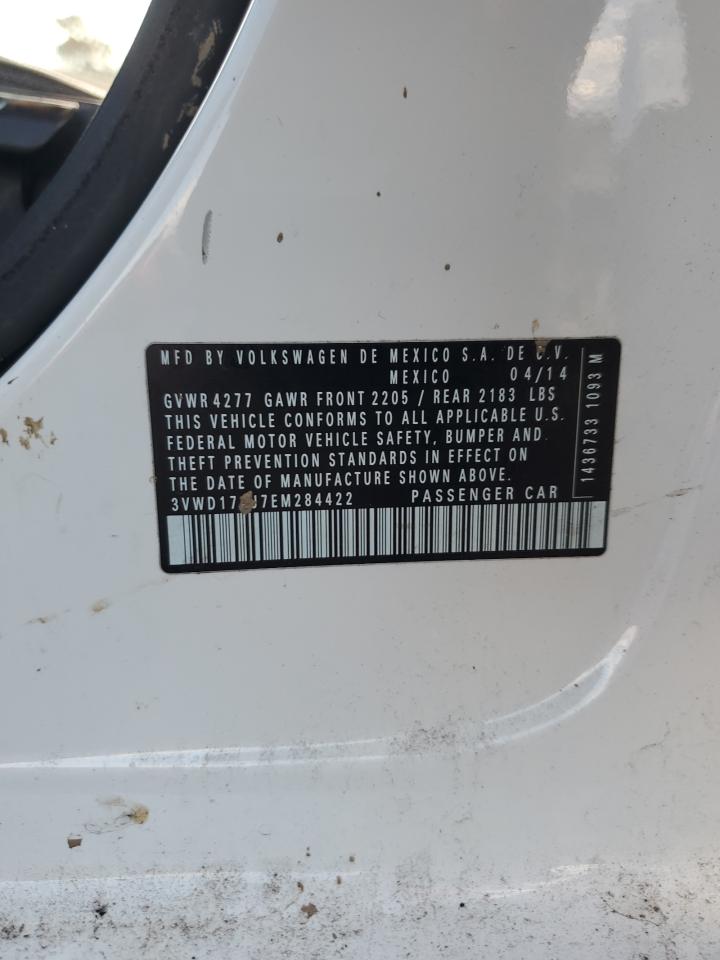 MFD BY VOLKSWAGEN DE MEXICO S.A. DE C.V.
MEXICO 04/14
GVWR 4277 GAWR FRONT 2205 / REAR 2183 LBS
THIS VEHICLE CONFORMS TO ALL APPLICABLE U.S.
FEDERAL MOTOR VEHICLE SAFETY, BUMPER AND
THEFT PREVENTION STANDARDS IN EFFECT ON
THE DATE OF MANUFACTURE SHOWN ABOVE.
PASSENGER CAR
1436733 1093 M